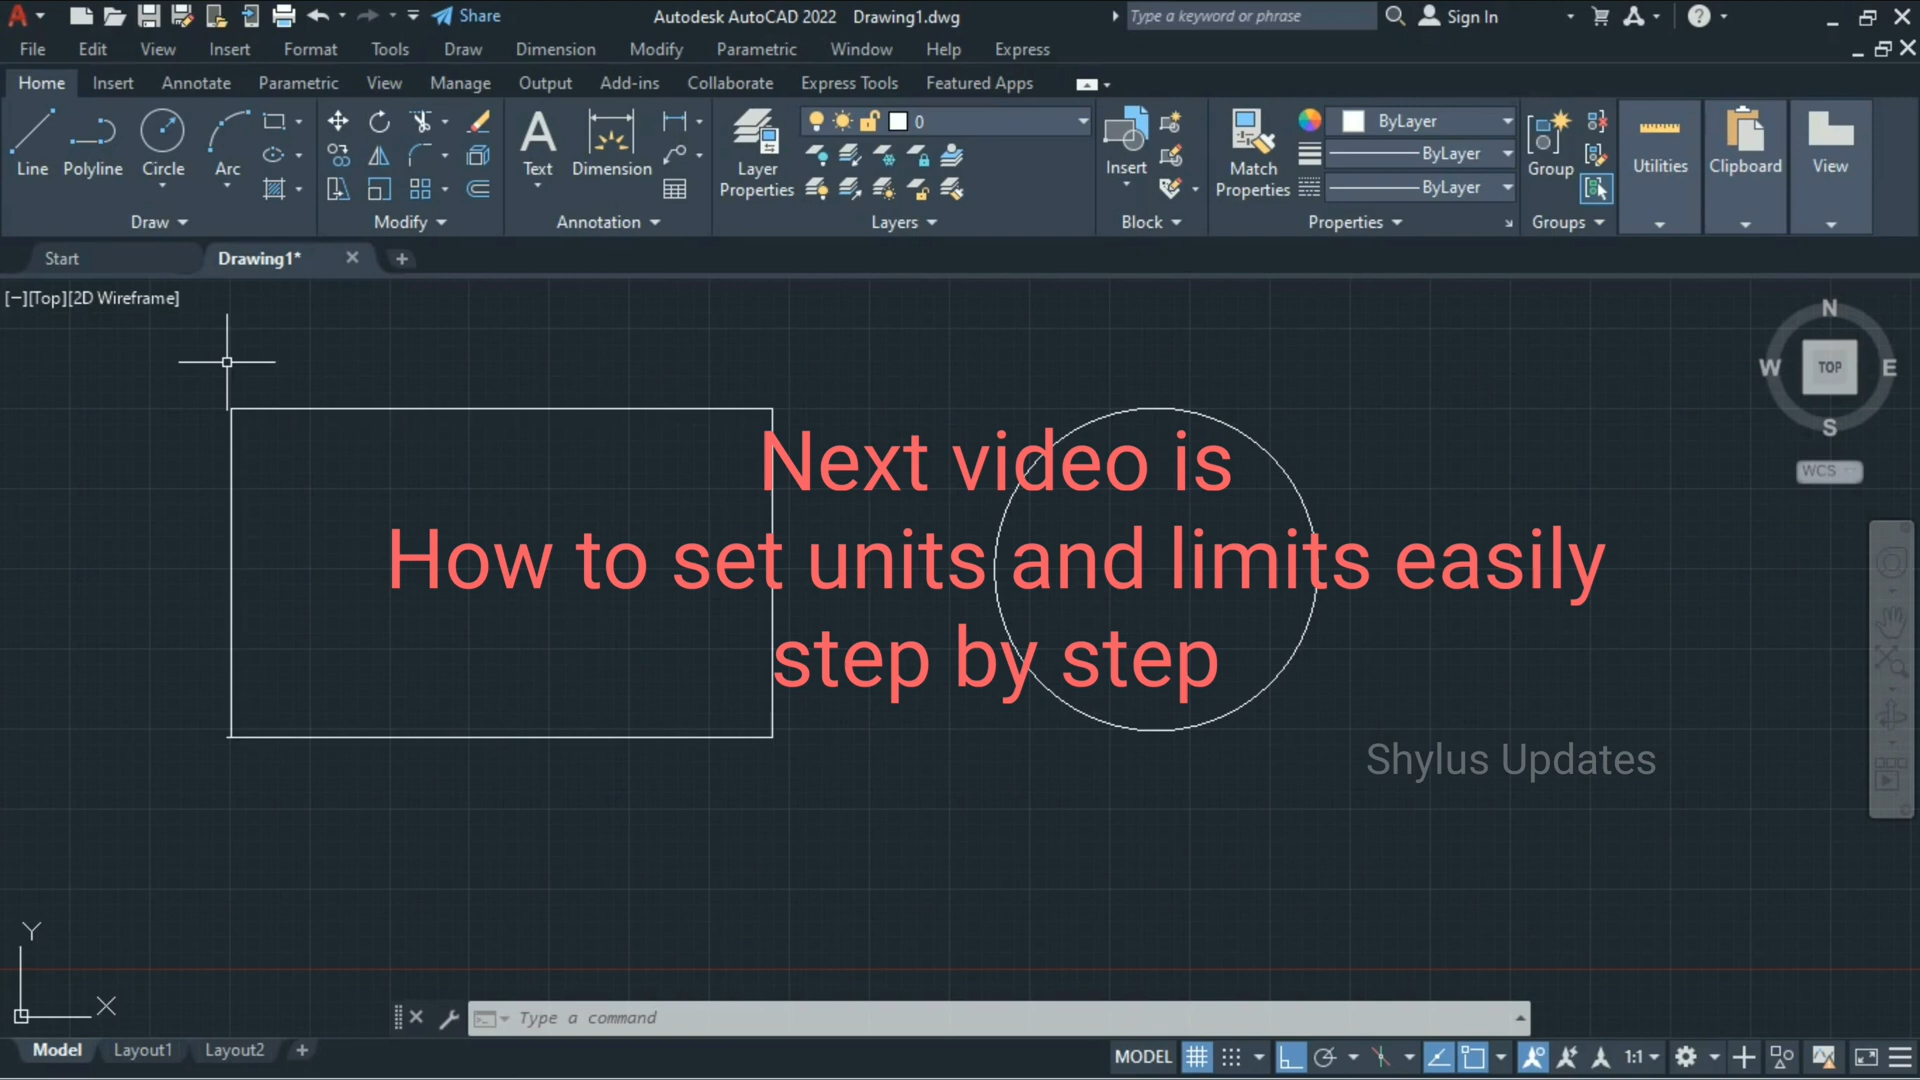 Share
Autodesk AutoCAD 2022 Drawing1.dwg
Type a keyword or phrase
Sign In
File Edit View Insert Format Tools Draw Dimension Modify Parametric Window Help Express
Home Insert Annotate Parametric View Manage Output Add-ins Collaborate Express Tools Featured Apps
0
ByLayer
ByLayer
ByLayer
Line Polyline Circle Arc
Text Dimension
Layer
Properties
Insert
Match
Properties
Group
Utilities
Clipboard
View
Draw Modify Annotation Layers Block Properties Groups
Start Drawing1* +
[−][Top][2D Wireframe]
N
W TOP E
S
WCS
Next video is
How to set units and limits easily
step by step
Shylus Updates
Y
X
Type a command
Model Layout1 Layout2 +
MODEL
1:1